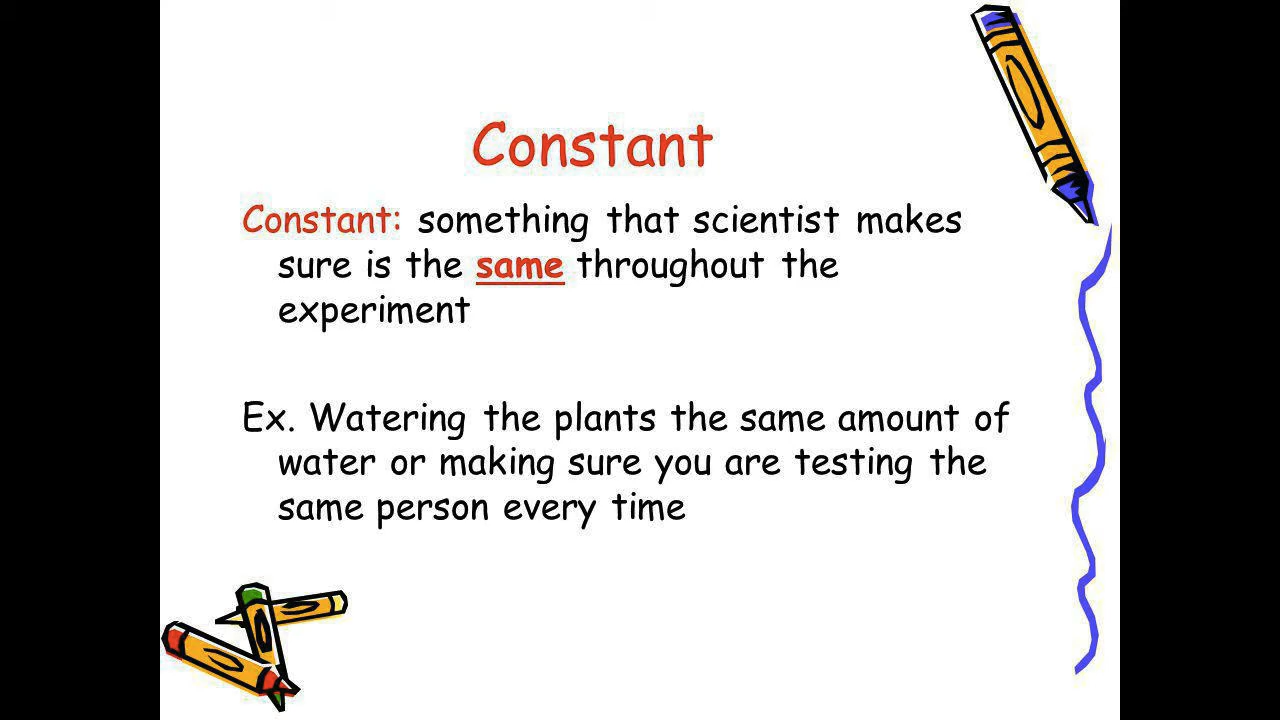 Constant
Constant: something that scientist makes
sure is the same throughout the
experiment
Ex. Watering the plants the same amount of
water or making sure you are testing the
same person every time